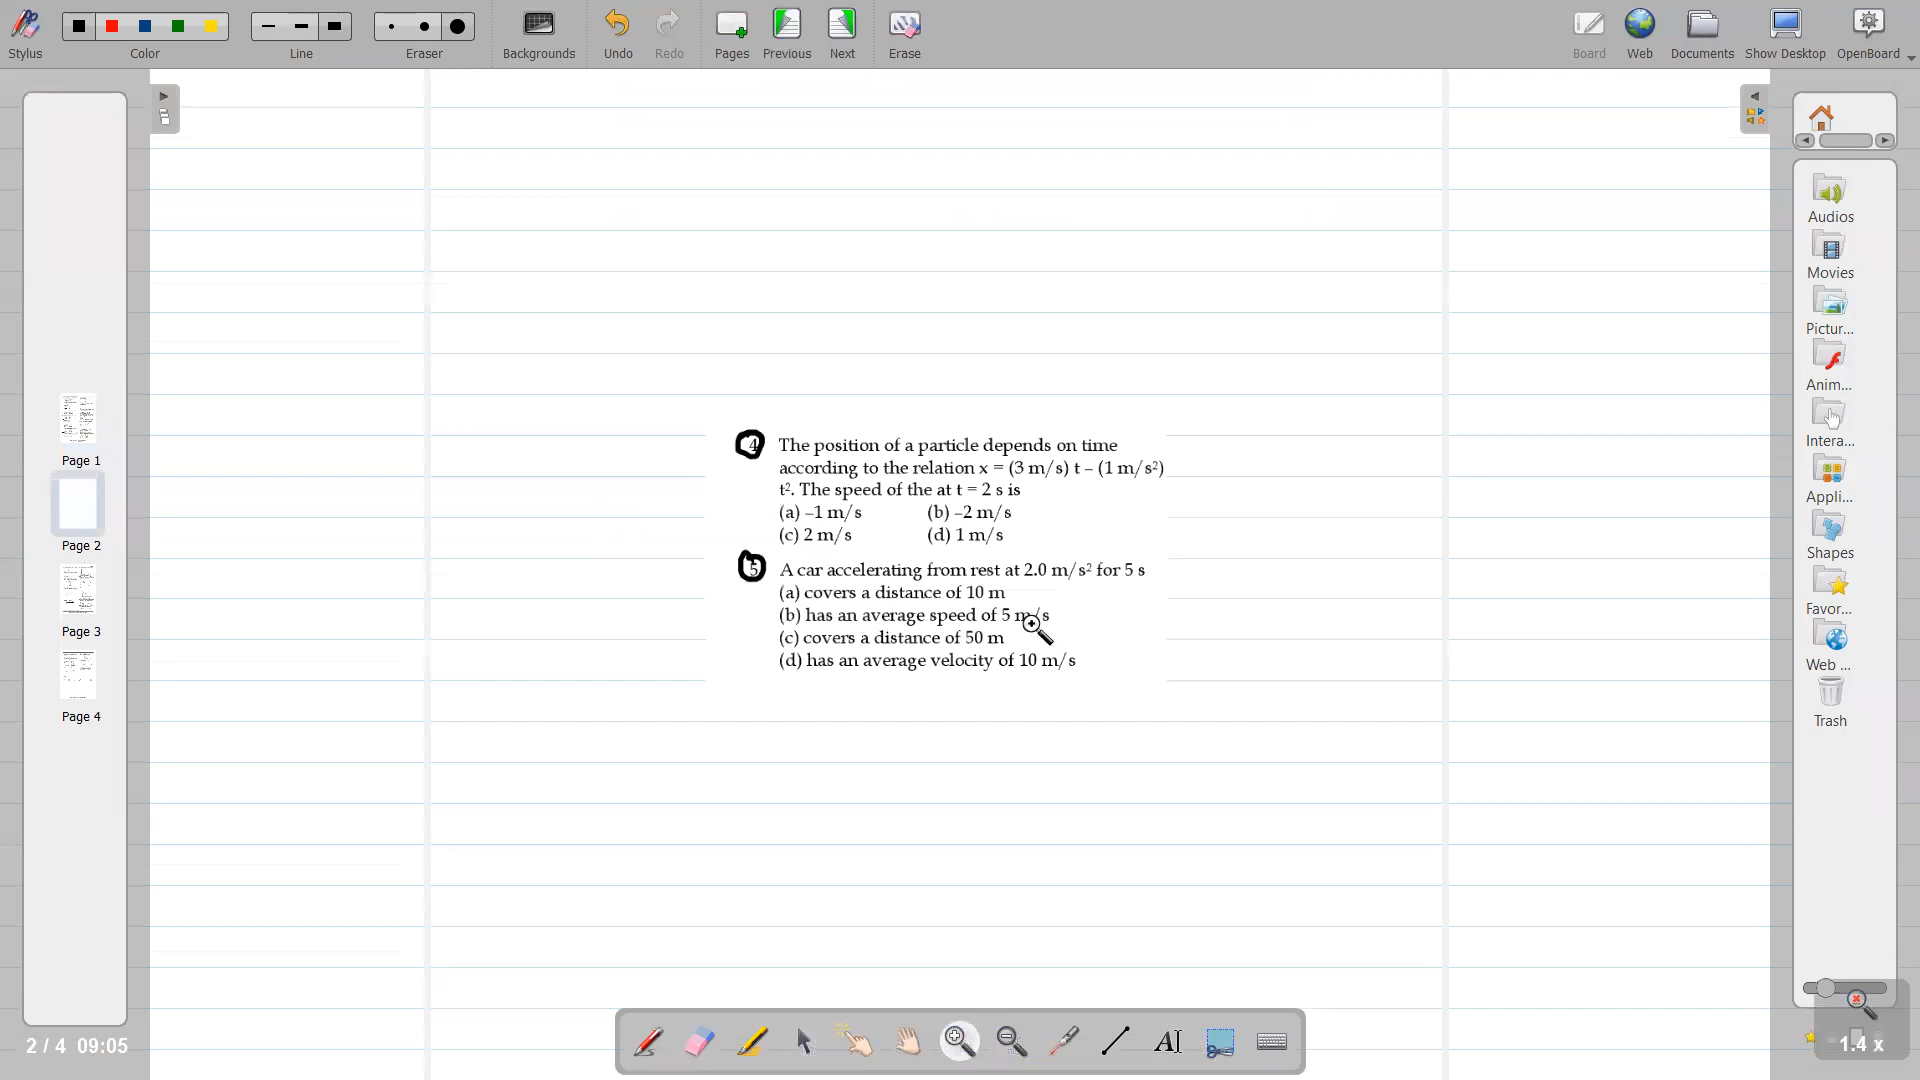 Stylus
Color
Line
Eraser
Backgrounds
Undo
Redo
Pages
Previous
Next
Erase
Board
Web
Documents
Show Desktop
OpenBoard
Page 1
Page 2
Page 3
Page 4
4 The position of a particle depends on time
according to the relation x = (3 m/s) t – (1 m/s²)
t². The speed of the at t = 2 s is
(a) –1 m/s (b) –2 m/s
(c) 2 m/s (d) 1 m/s
5 A car accelerating from rest at 2.0 m/s² for 5 s
(a) covers a distance of 10 m
(b) has an average speed of 5 m/s
(c) covers a distance of 50 m
(d) has an average velocity of 10 m/s
Audios
Movies
Pictur...
Anim...
Intera...
Appli...
Shapes
Favor...
Web ...
Trash
2 / 4 09:05
1.4 x